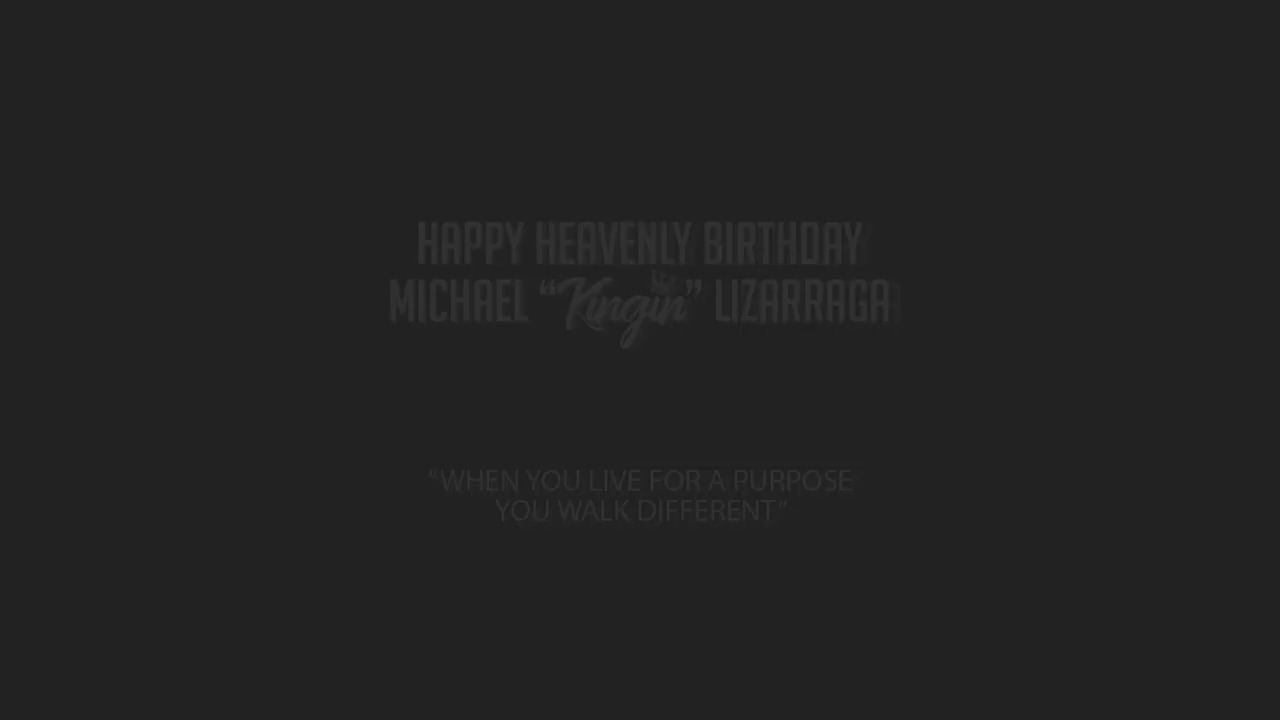 HAPPY HEAVENLY BIRTHDAY
MICHAEL “Kingin” LIZARRAGA
“WHEN YOU LIVE FOR A PURPOSE
YOU WALK DIFFERENT”